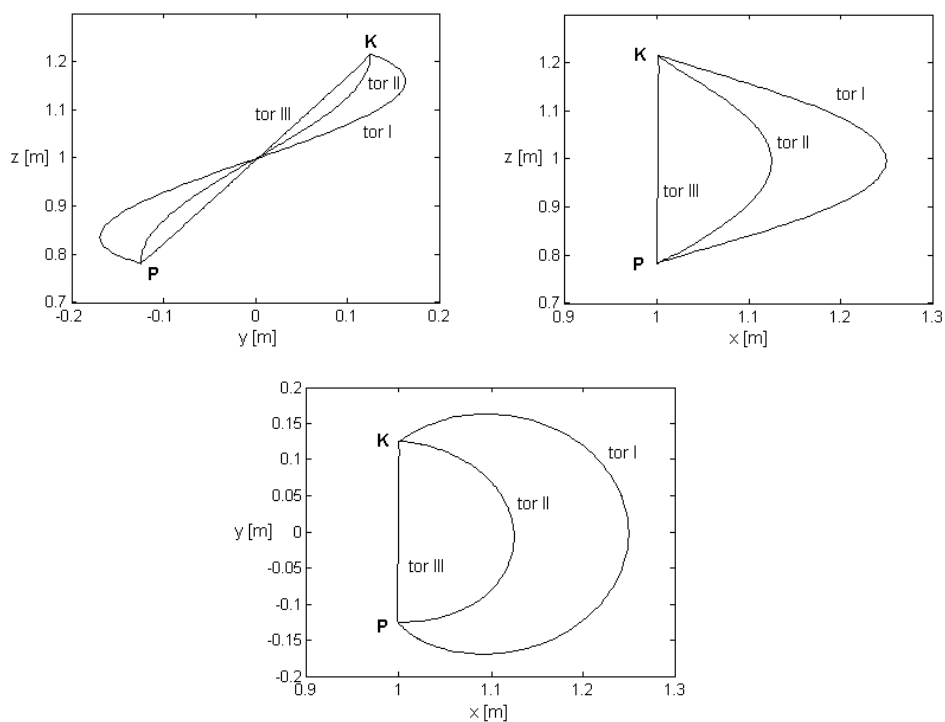 K
1.2
tor II
1.1
tor III
tor I
z [m]
1
0.9
0.8
P
0.7
-0.2
-0.1
0
0.1
0.2
y [m]
K
1.2
tor I
1.1
tor II
z [m]
1
tor III
0.9
0.8
P
0.7
0.9
1
1.1
1.2
1.3
x [m]
0.2
0.15
K
tor I
0.1
0.05
tor II
y [m]
0
-0.05
tor III
-0.1
P
-0.15
-0.2
0.9
1
1.1
1.2
1.3
x [m]